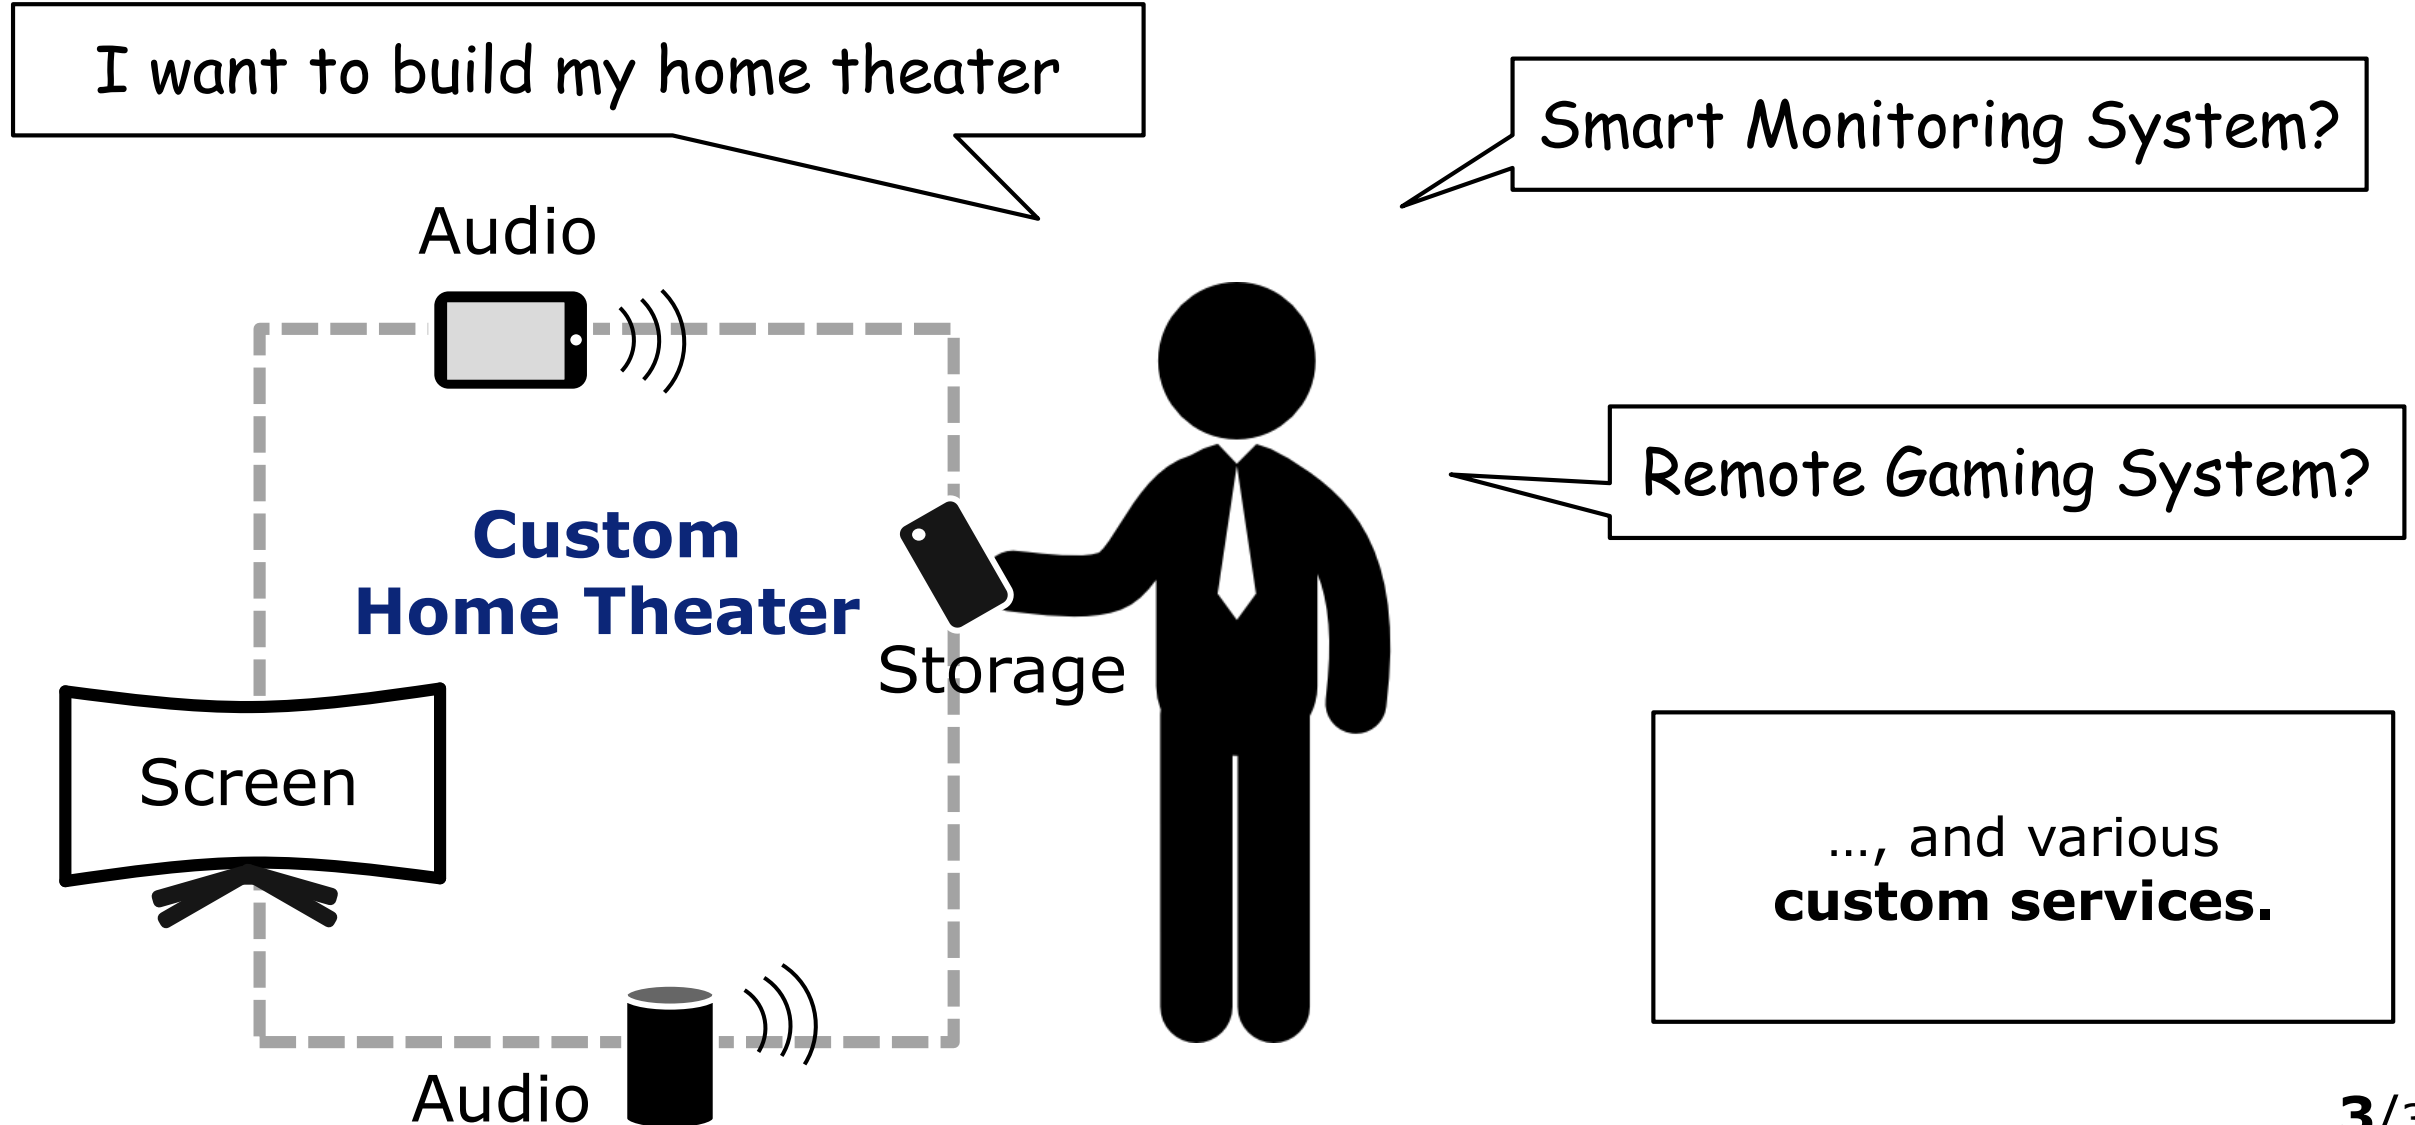 I want to build my home theater
Smart Monitoring System?
Audio
Remote Gaming System?
Custom
Home Theater
Storage
Screen
…, and various
custom services.
Audio
3/